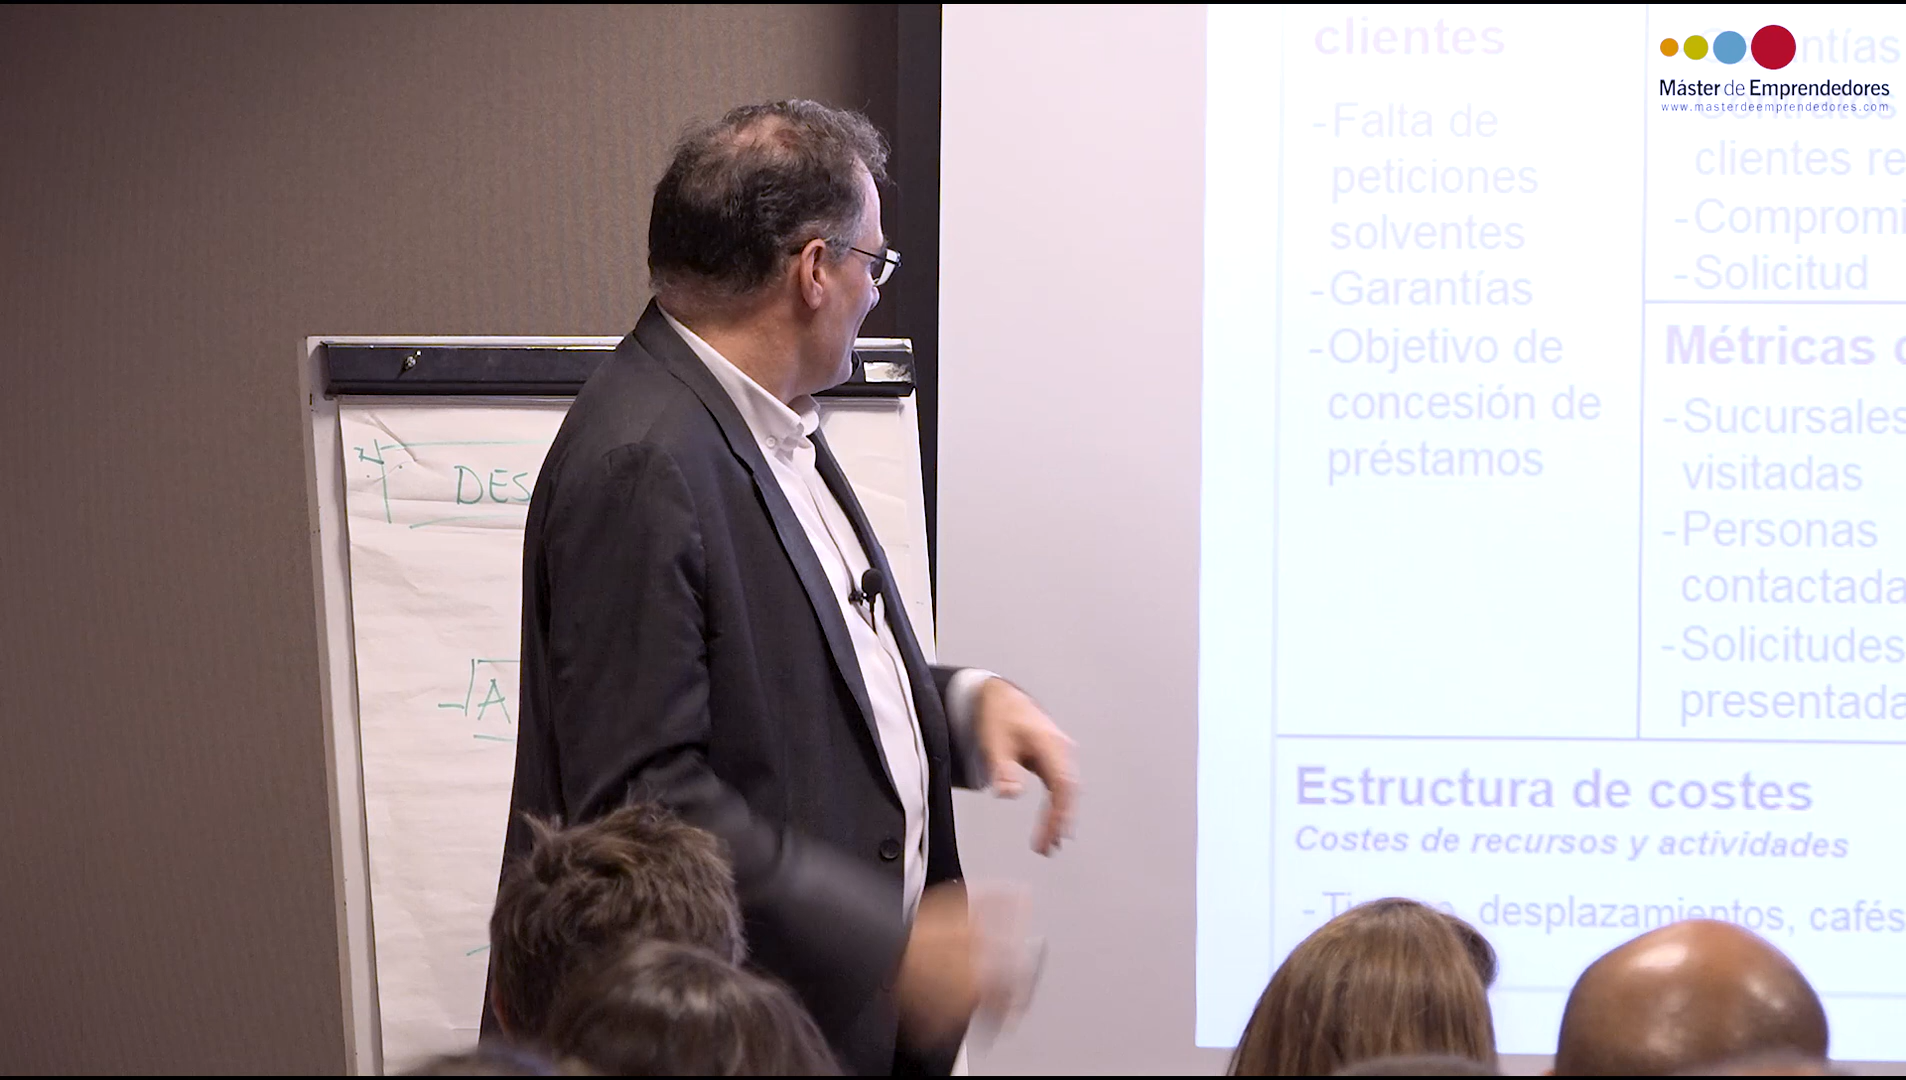 DES
A
clientes
-Falta de
peticiones
solventes
-Garantías
-Objetivo de
concesión de
préstamos
ntías
Máster de Emprendedores
www.masterdeemprendedores.com
clientes re
-Compromi
-Solicitud
Métricas c
-Sucursales
visitadas
-Personas
contactada
-Solicitudes
presentada
Estructura de costes
Costes de recursos y actividades
desplazamientos, cafés